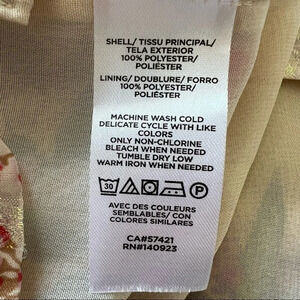 SHELL/ TISSU PRINCIPAL/
TELA EXTERIOR
100% POLYESTER/
POLIÉSTER
LINING/ DOUBLURE/ FORRO
100% POLYESTER/
POLIÉSTER
MACHINE WASH COLD
DELICATE CYCLE WITH LIKE
COLORS
ONLY NON-CHLORINE
BLEACH WHEN NEEDED
TUMBLE DRY LOW
WARM IRON WHEN NEEDED
30 P
AVEC DES COULEURS
SEMBLABLES/ CON
COLORES SIMILARES
CA#57421
RN#140923